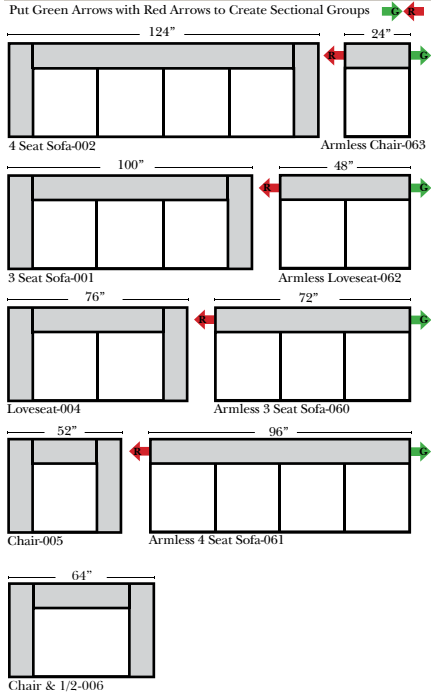 Put Green Arrows with Red Arrows to Create Sectional Groups G R
124” 24”
R G
4 Seat Sofa-002 Armless Chair-063
100” 48”
R G
3 Seat Sofa-001 Armless Loveseat-062
76” 72”
R G
Loveseat-004 Armless 3 Seat Sofa-060
52” 96”
R G
Chair-005 Armless 4 Seat Sofa-061
64”
Chair & 1/2-006